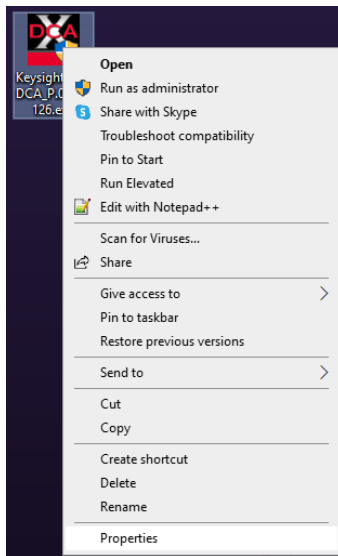 DCA
Keysight
DCA_P.0
126.e
Open
Run as administrator
Share with Skype
Troubleshoot compatibility
Pin to Start
Run Elevated
Edit with Notepad++
Scan for Viruses...
Share
Give access to
Pin to taskbar
Restore previous versions
Send to
Cut
Copy
Create shortcut
Delete
Rename
Properties